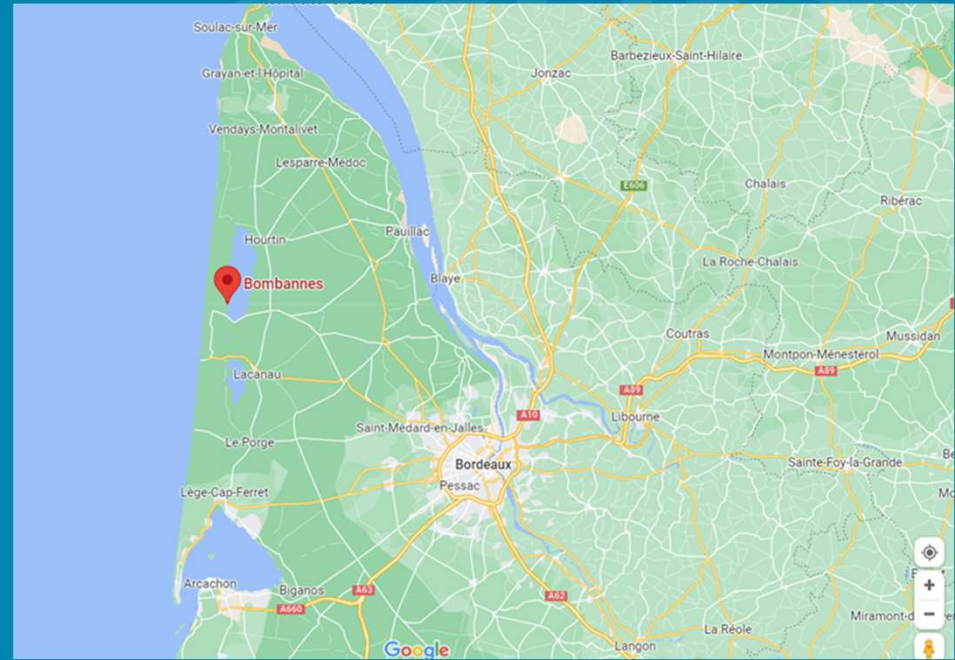 Soulac-sur-Mer
Barbezieux-Saint-Hilaire
Grayan-et-l'Hôpital
Jonzac
Vendays-Montalivet
Lesparre-Médoc
Chalais
E606
Ribérac
Pauillac
Hourtin
La Roche-Chalais
Blaye
Bombannes
Coutras
Mussidan
Montpon-Ménestérol
A89
Lacanau
A89
A10
Libourne
Saint-Médard-en-Jalles
Le Porge
Bordeaux
Sainte-Foy-la-Grande
Pessac
Lège-Cap-Ferret
Arcachon
Biganos
A63
A62
A660
La Réole
Langon
Google